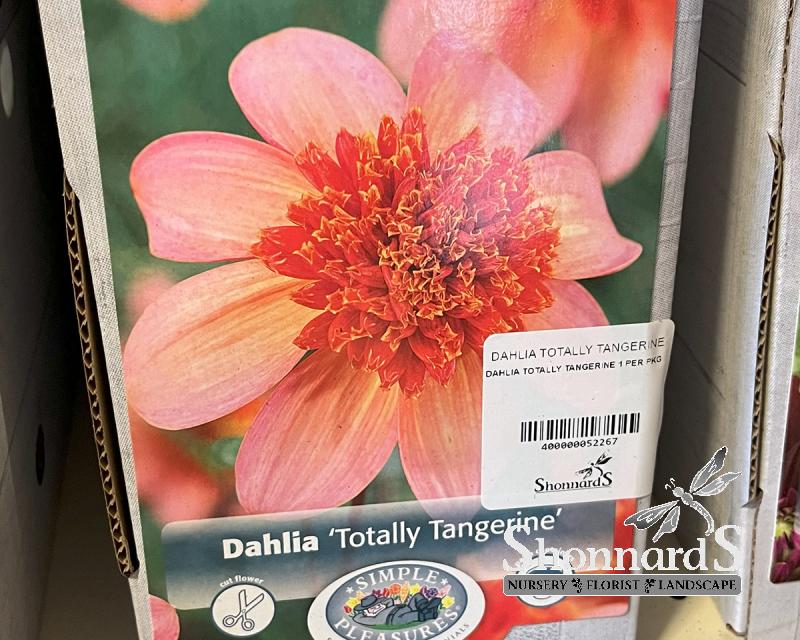 DAHLIA TOTALLY TANGERINE
DAHLIA TOTALLY TANGERINE 1 PER PKG
400000052267
ShonnardS
Dahlia ‘Totally Tangerine’
cut flower
SIMPLE
PLEASURES®
ShonnardS
NURSERY FLORIST LANDSCAPE